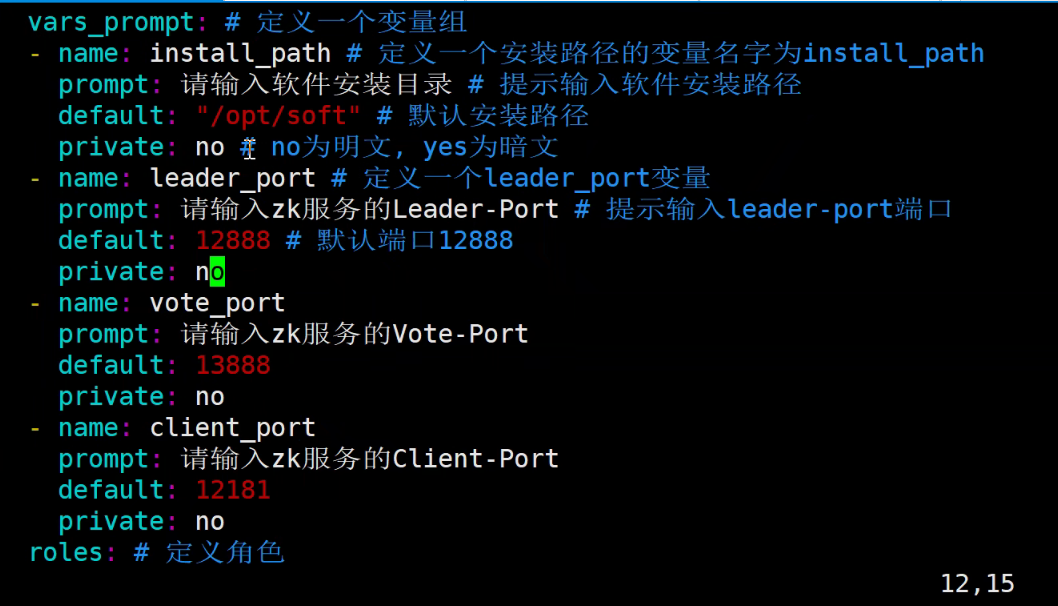 vars_prompt: # 定义一个变量组
- name: install_path # 定义一个安装路径的变量名字为install_path
  prompt: 请输入软件安装目录 # 提示输入软件安装路径
  default: "/opt/soft" # 默认安装路径
  private: no # no为明文, yes为暗文
- name: leader_port # 定义一个leader_port变量
  prompt: 请输入zk服务的Leader-Port # 提示输入leader-port端口
  default: 12888 # 默认端口12888
  private: no
- name: vote_port
  prompt: 请输入zk服务的Vote-Port
  default: 13888
  private: no
- name: client_port
  prompt: 请输入zk服务的Client-Port
  default: 12181
  private: no
roles: # 定义角色
12,15